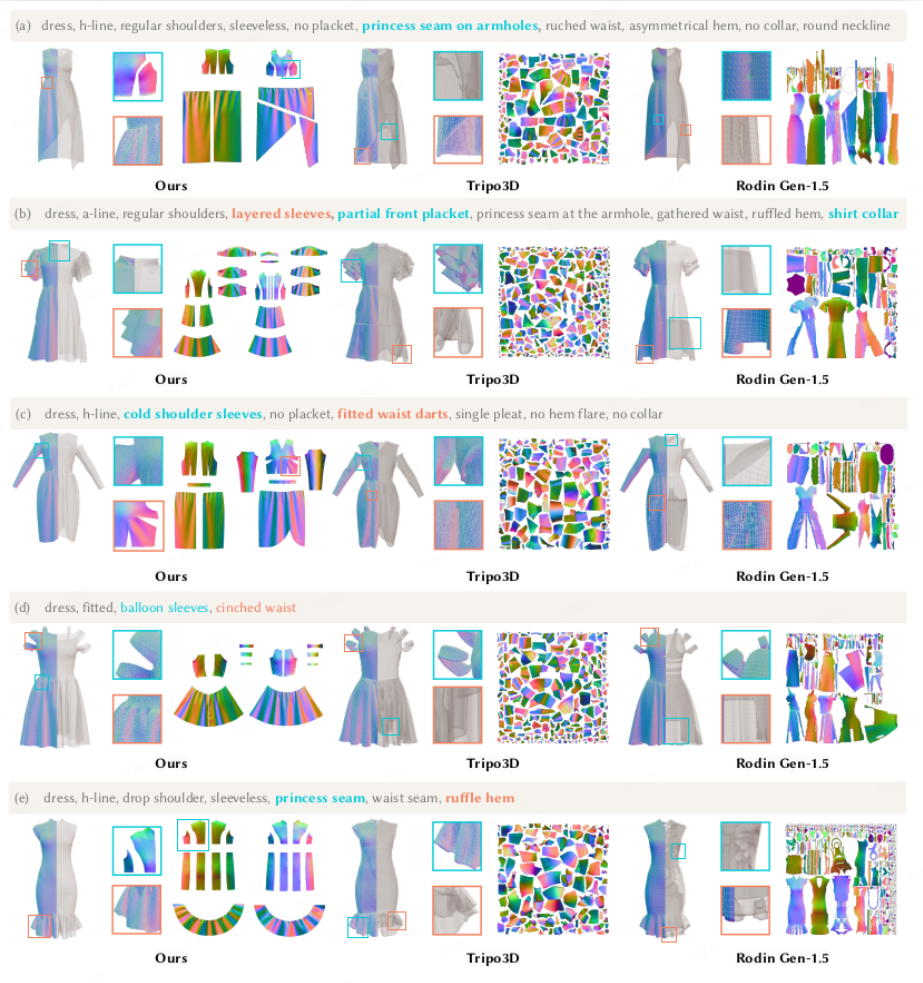 (a) dress, h-line, regular shoulders, sleeveless, no placket, princess seam on armholes, ruched waist, asymmetrical hem, no collar, round neckline
Ours Tripo3D Rodin Gen-1.5
(b) dress, a-line, regular shoulders, layered sleeves, partial front placket, princess seam at the armhole, gathered waist, ruffled hem, shirt collar
Ours Tripo3D Rodin Gen-1.5
(c) dress, h-line, cold shoulder sleeves, no placket, fitted waist darts, single pleat, no hem flare, no collar
Ours Tripo3D Rodin Gen-1.5
(d) dress, fitted, balloon sleeves, cinched waist
Ours Tripo3D Rodin Gen-1.5
(e) dress, h-line, drop shoulder, sleeveless, princess seam, waist seam, ruffle hem
Ours Tripo3D Rodin Gen-1.5